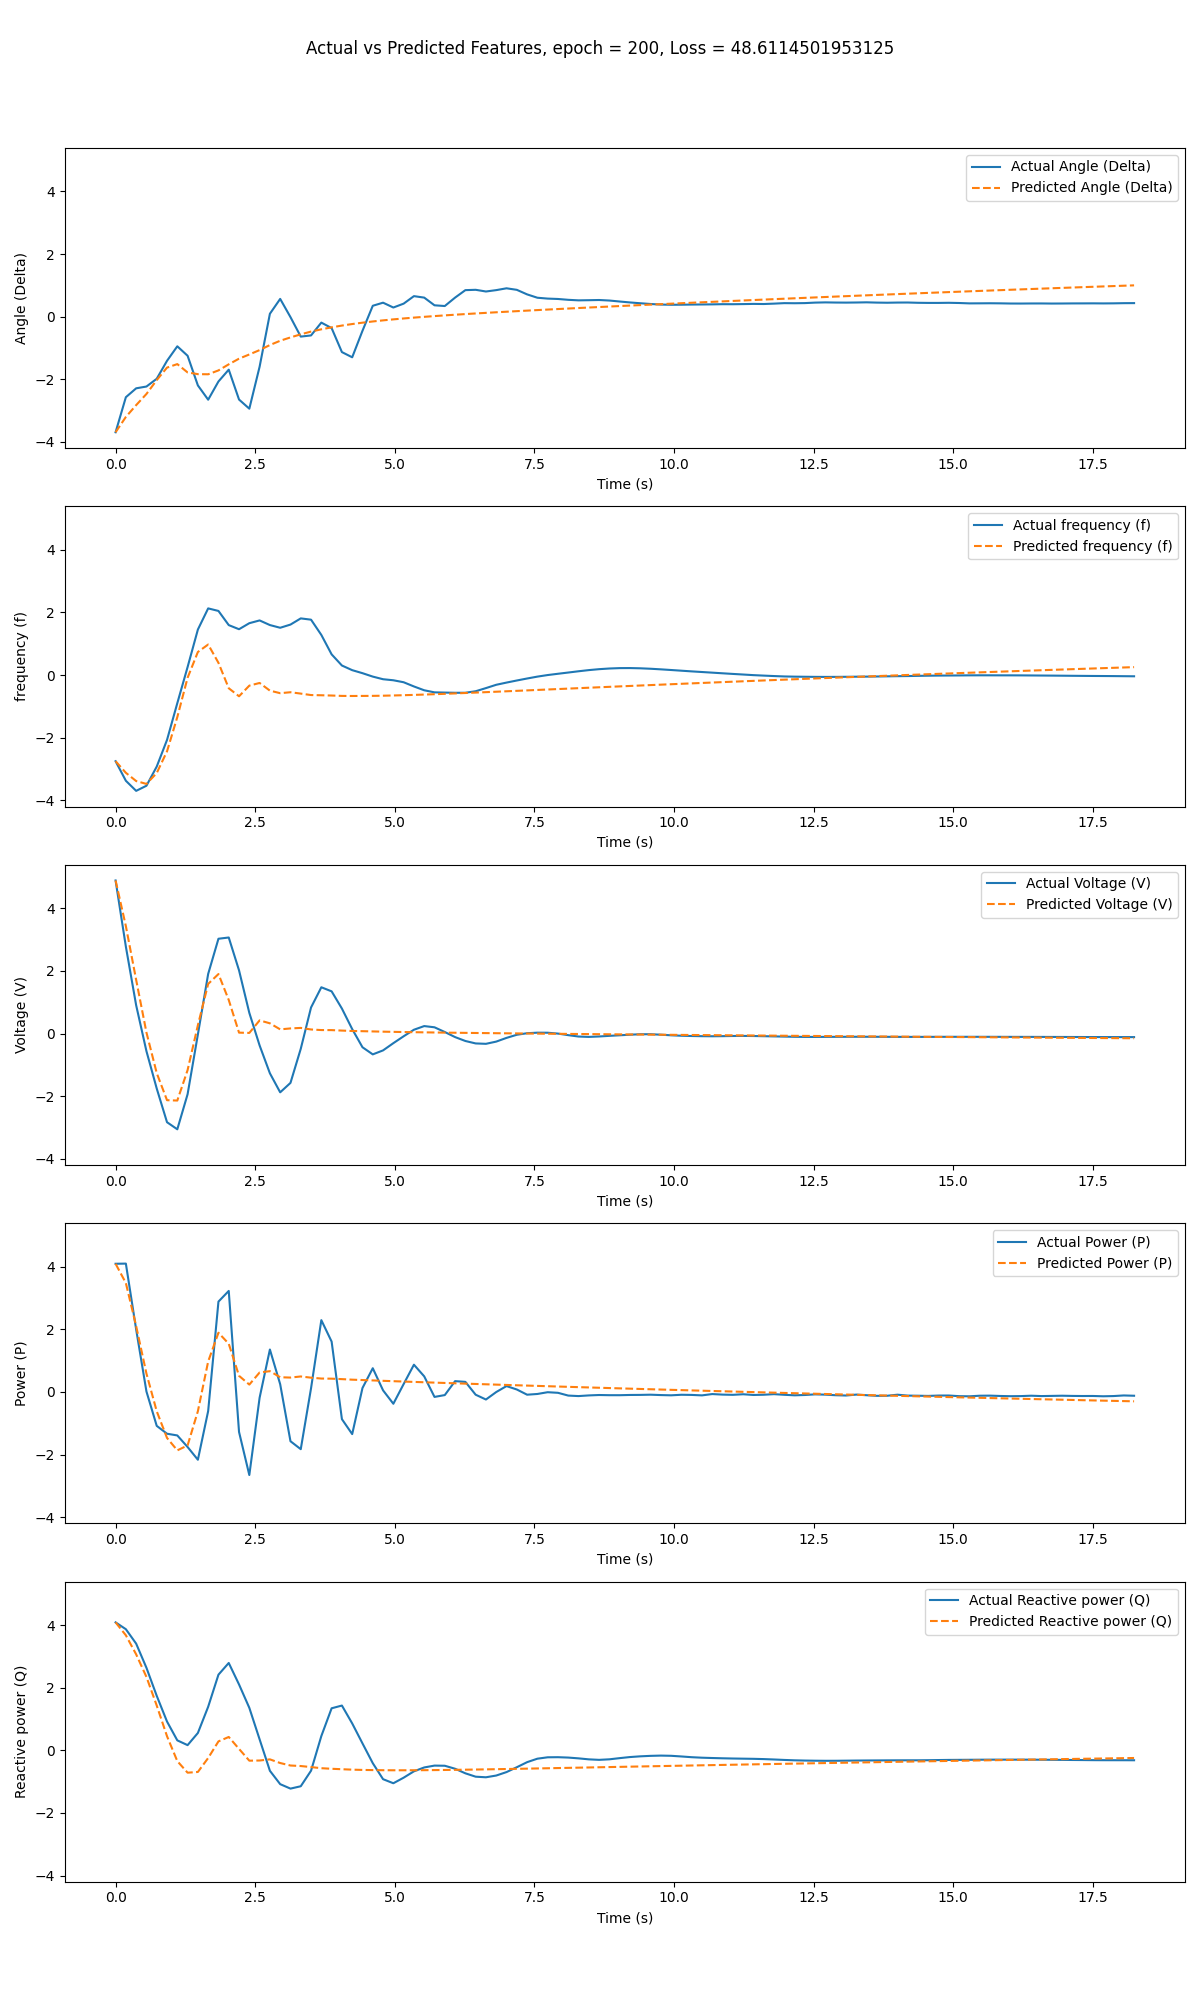 Actual vs Predicted Features, epoch = 200, Loss = 48.6114501953125
Actual Angle (Delta)
Predicted Angle (Delta)
Angle (Delta)
4
2
0
−2
−4
0.0 2.5 5.0 7.5 10.0 12.5 15.0 17.5
Time (s)
Actual frequency (f)
Predicted frequency (f)
frequency (f)
4
2
0
−2
−4
0.0 2.5 5.0 7.5 10.0 12.5 15.0 17.5
Time (s)
Actual Voltage (V)
Predicted Voltage (V)
Voltage (V)
4
2
0
−2
−4
0.0 2.5 5.0 7.5 10.0 12.5 15.0 17.5
Time (s)
Actual Power (P)
Predicted Power (P)
Power (P)
4
2
0
−2
−4
0.0 2.5 5.0 7.5 10.0 12.5 15.0 17.5
Time (s)
Actual Reactive power (Q)
Predicted Reactive power (Q)
Reactive power (Q)
4
2
0
−2
−4
0.0 2.5 5.0 7.5 10.0 12.5 15.0 17.5
Time (s)